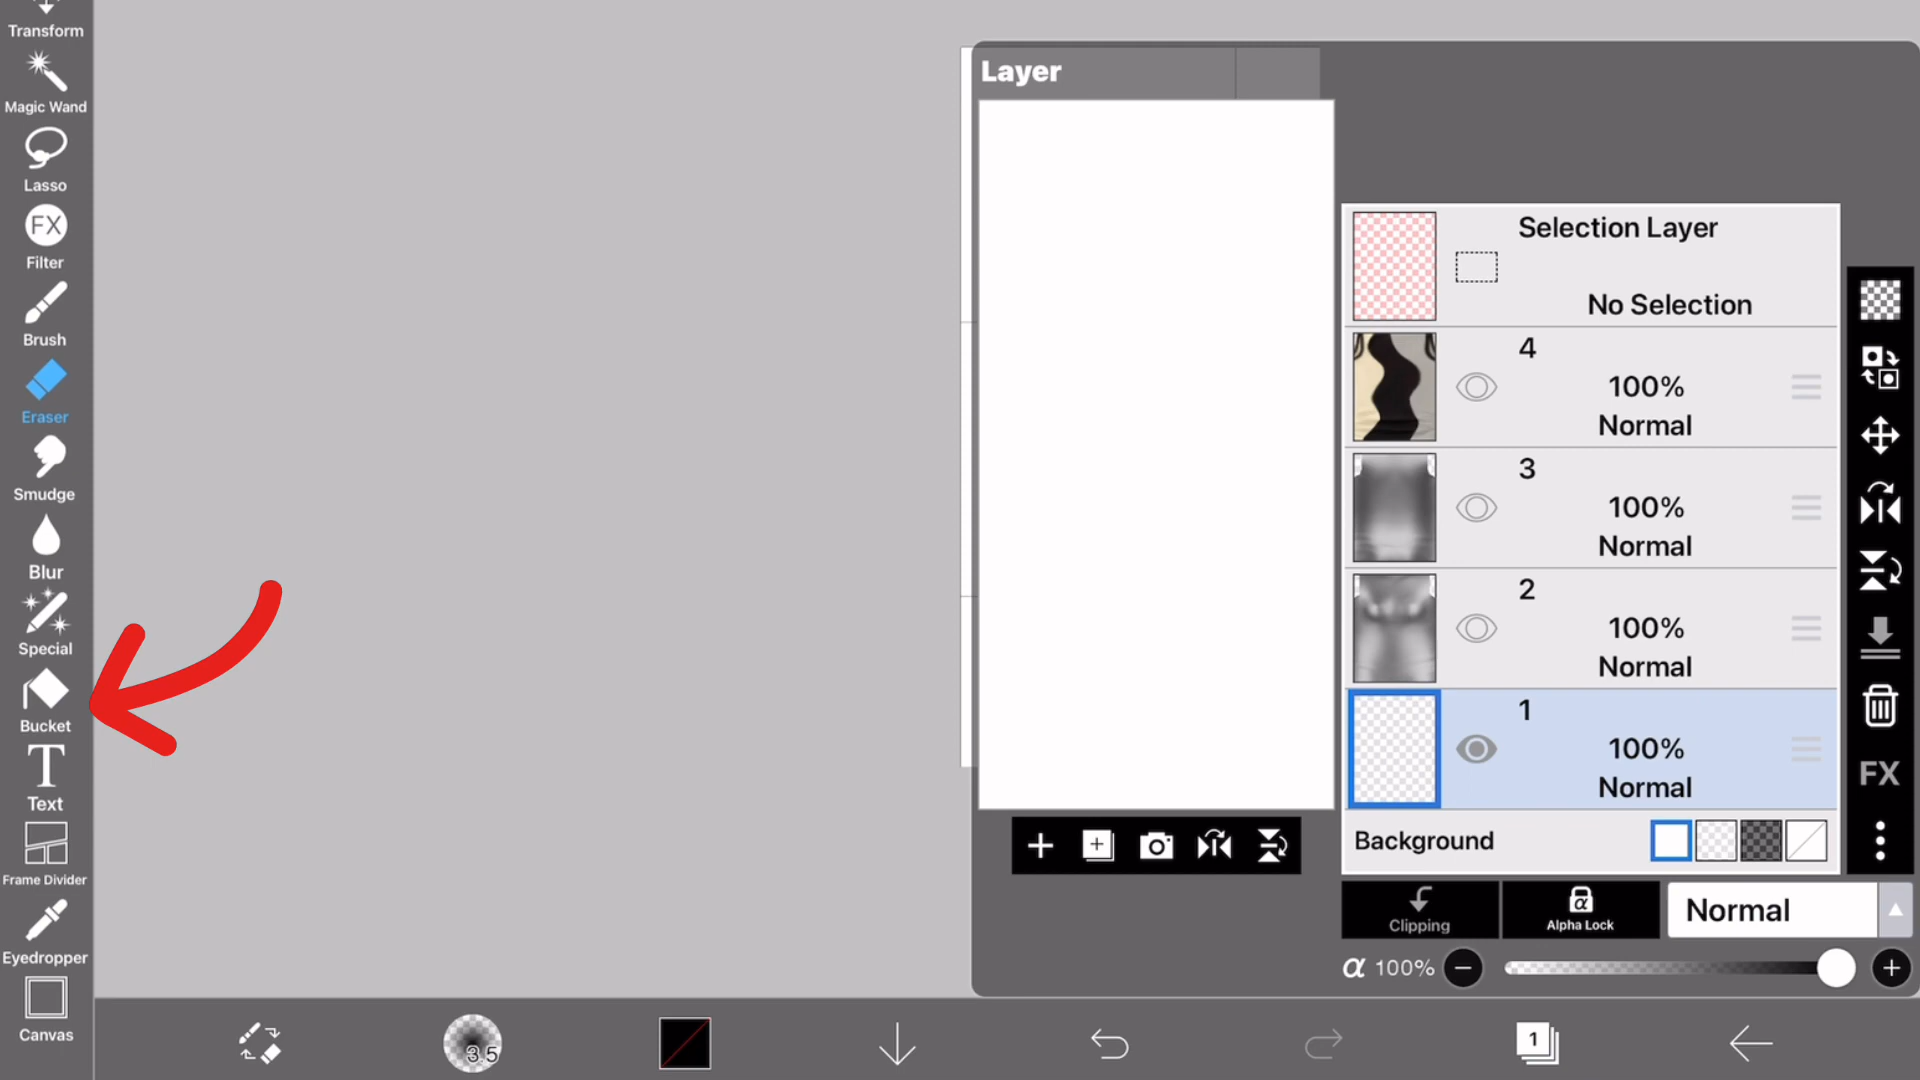 Transform
Magic Wand
Lasso
FX
Filter
Brush
Eraser
Smudge
Blur
Special
Bucket
T
Text
Frame Divider
Eyedropper
Canvas
Layer
Selection Layer
No Selection
4
100%
Normal
3
100%
Normal
2
100%
Normal
1
100%
Normal
Background
FX
Clipping
α
Alpha Lock
Normal
α 100%
3.5
1